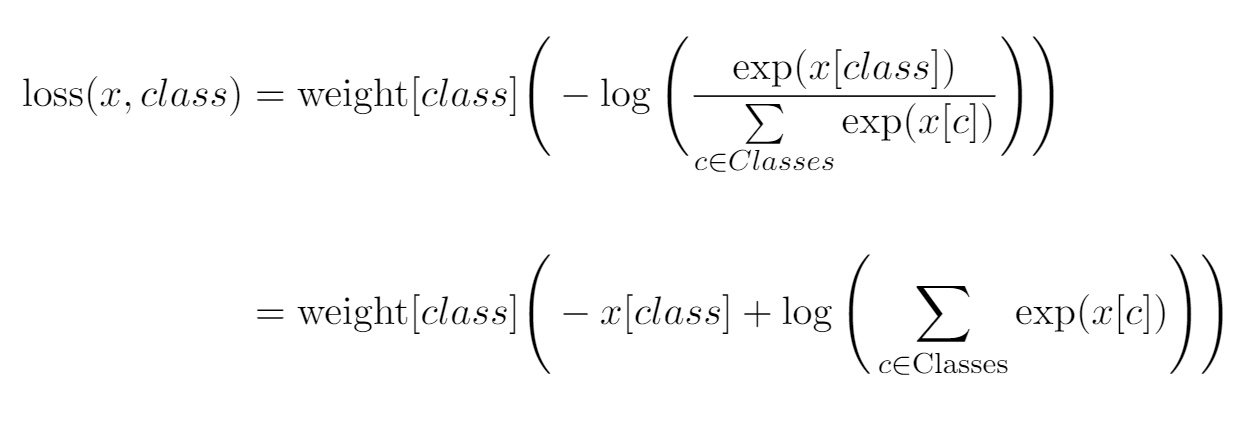 loss(x, class) = weight[class] ( − log ( exp(x[class]) / ∑_{c∈Classes} exp(x[c]) ) )
= weight[class] ( − x[class] + log ( ∑_{c∈Classes} exp(x[c]) ) )